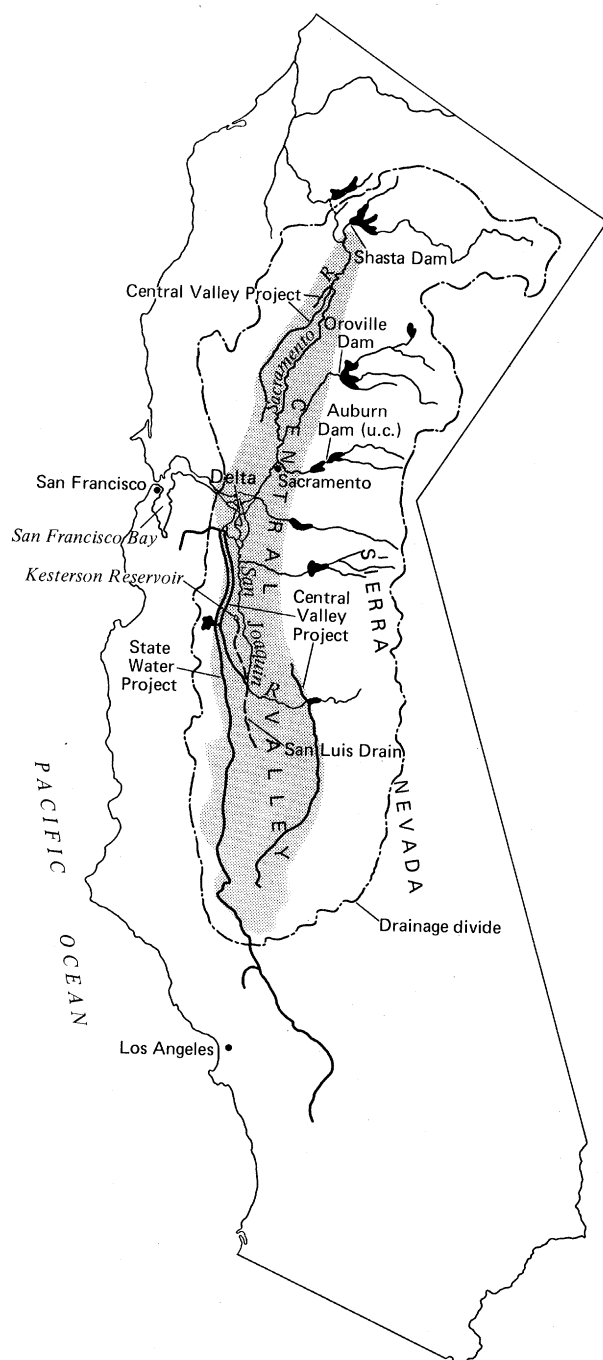 Shasta Dam
Central Valley Project
Sacramento R
Oroville
Dam
Auburn
Dam (u.c.)
Sacramento
CENTRAL VALLEY
San Francisco
Delta
San Francisco Bay
Kesterson Reservoir
San Joaquin R
SIERRA NEVADA
Central
Valley
Project
State
Water
Project
San Luis Drain
PACIFIC OCEAN
Drainage divide
Los Angeles